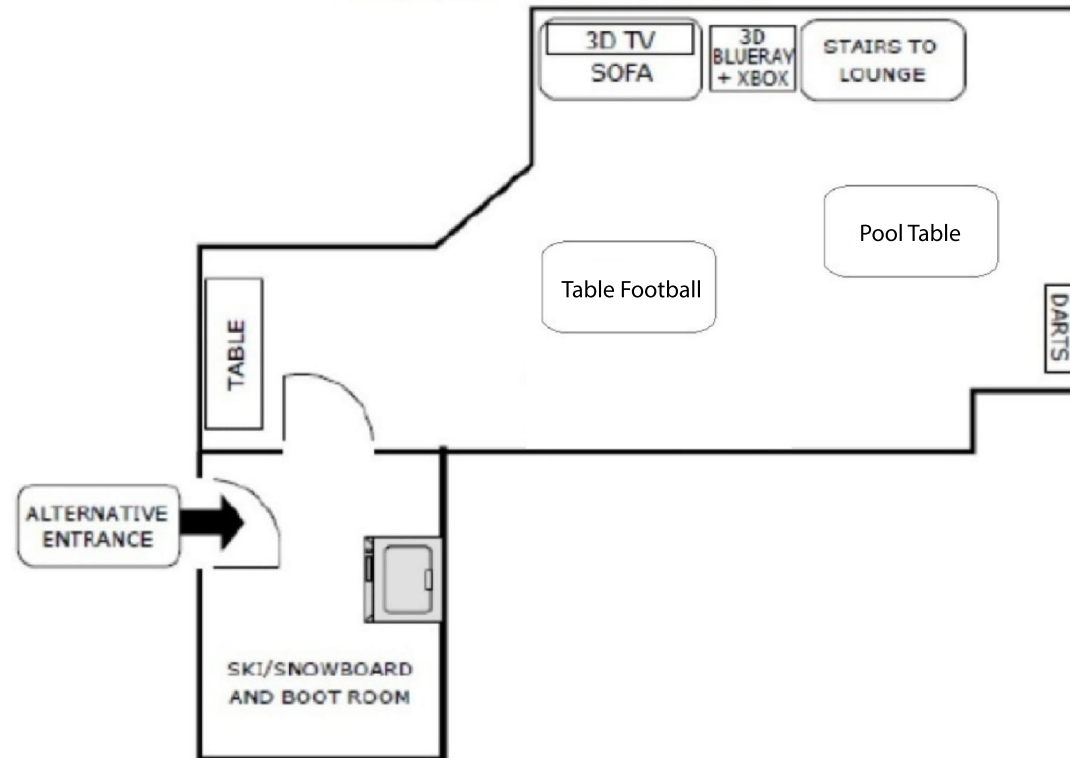 3D TV
SOFA
3D
BLUERAY
+ XBOX
STAIRS TO
LOUNGE
Pool Table
Table Football
DARTS
TABLE
ALTERNATIVE
ENTRANCE
SKI/SNOWBOARD
AND BOOT ROOM